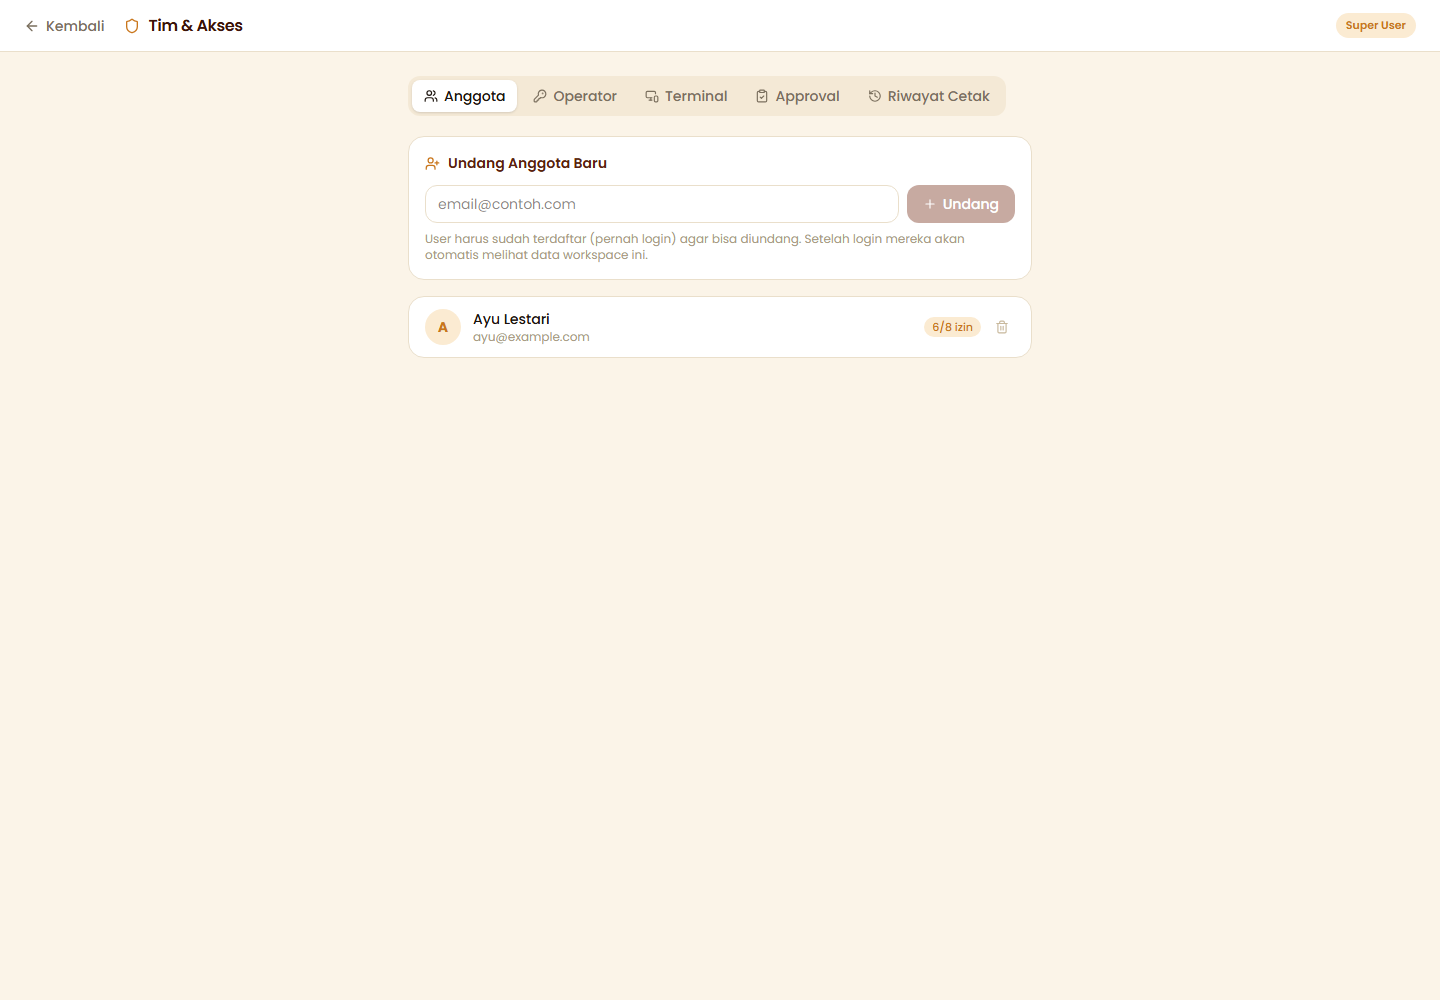 Kembali
Tim & Akses
Super User
Anggota
Operator
Terminal
Approval
Riwayat Cetak
Undang Anggota Baru
email@contoh.com
+ Undang
User harus sudah terdaftar (pernah login) agar bisa diundang. Setelah login mereka akan
otomatis melihat data workspace ini.
A
Ayu Lestari
ayu@example.com
6/8 izin